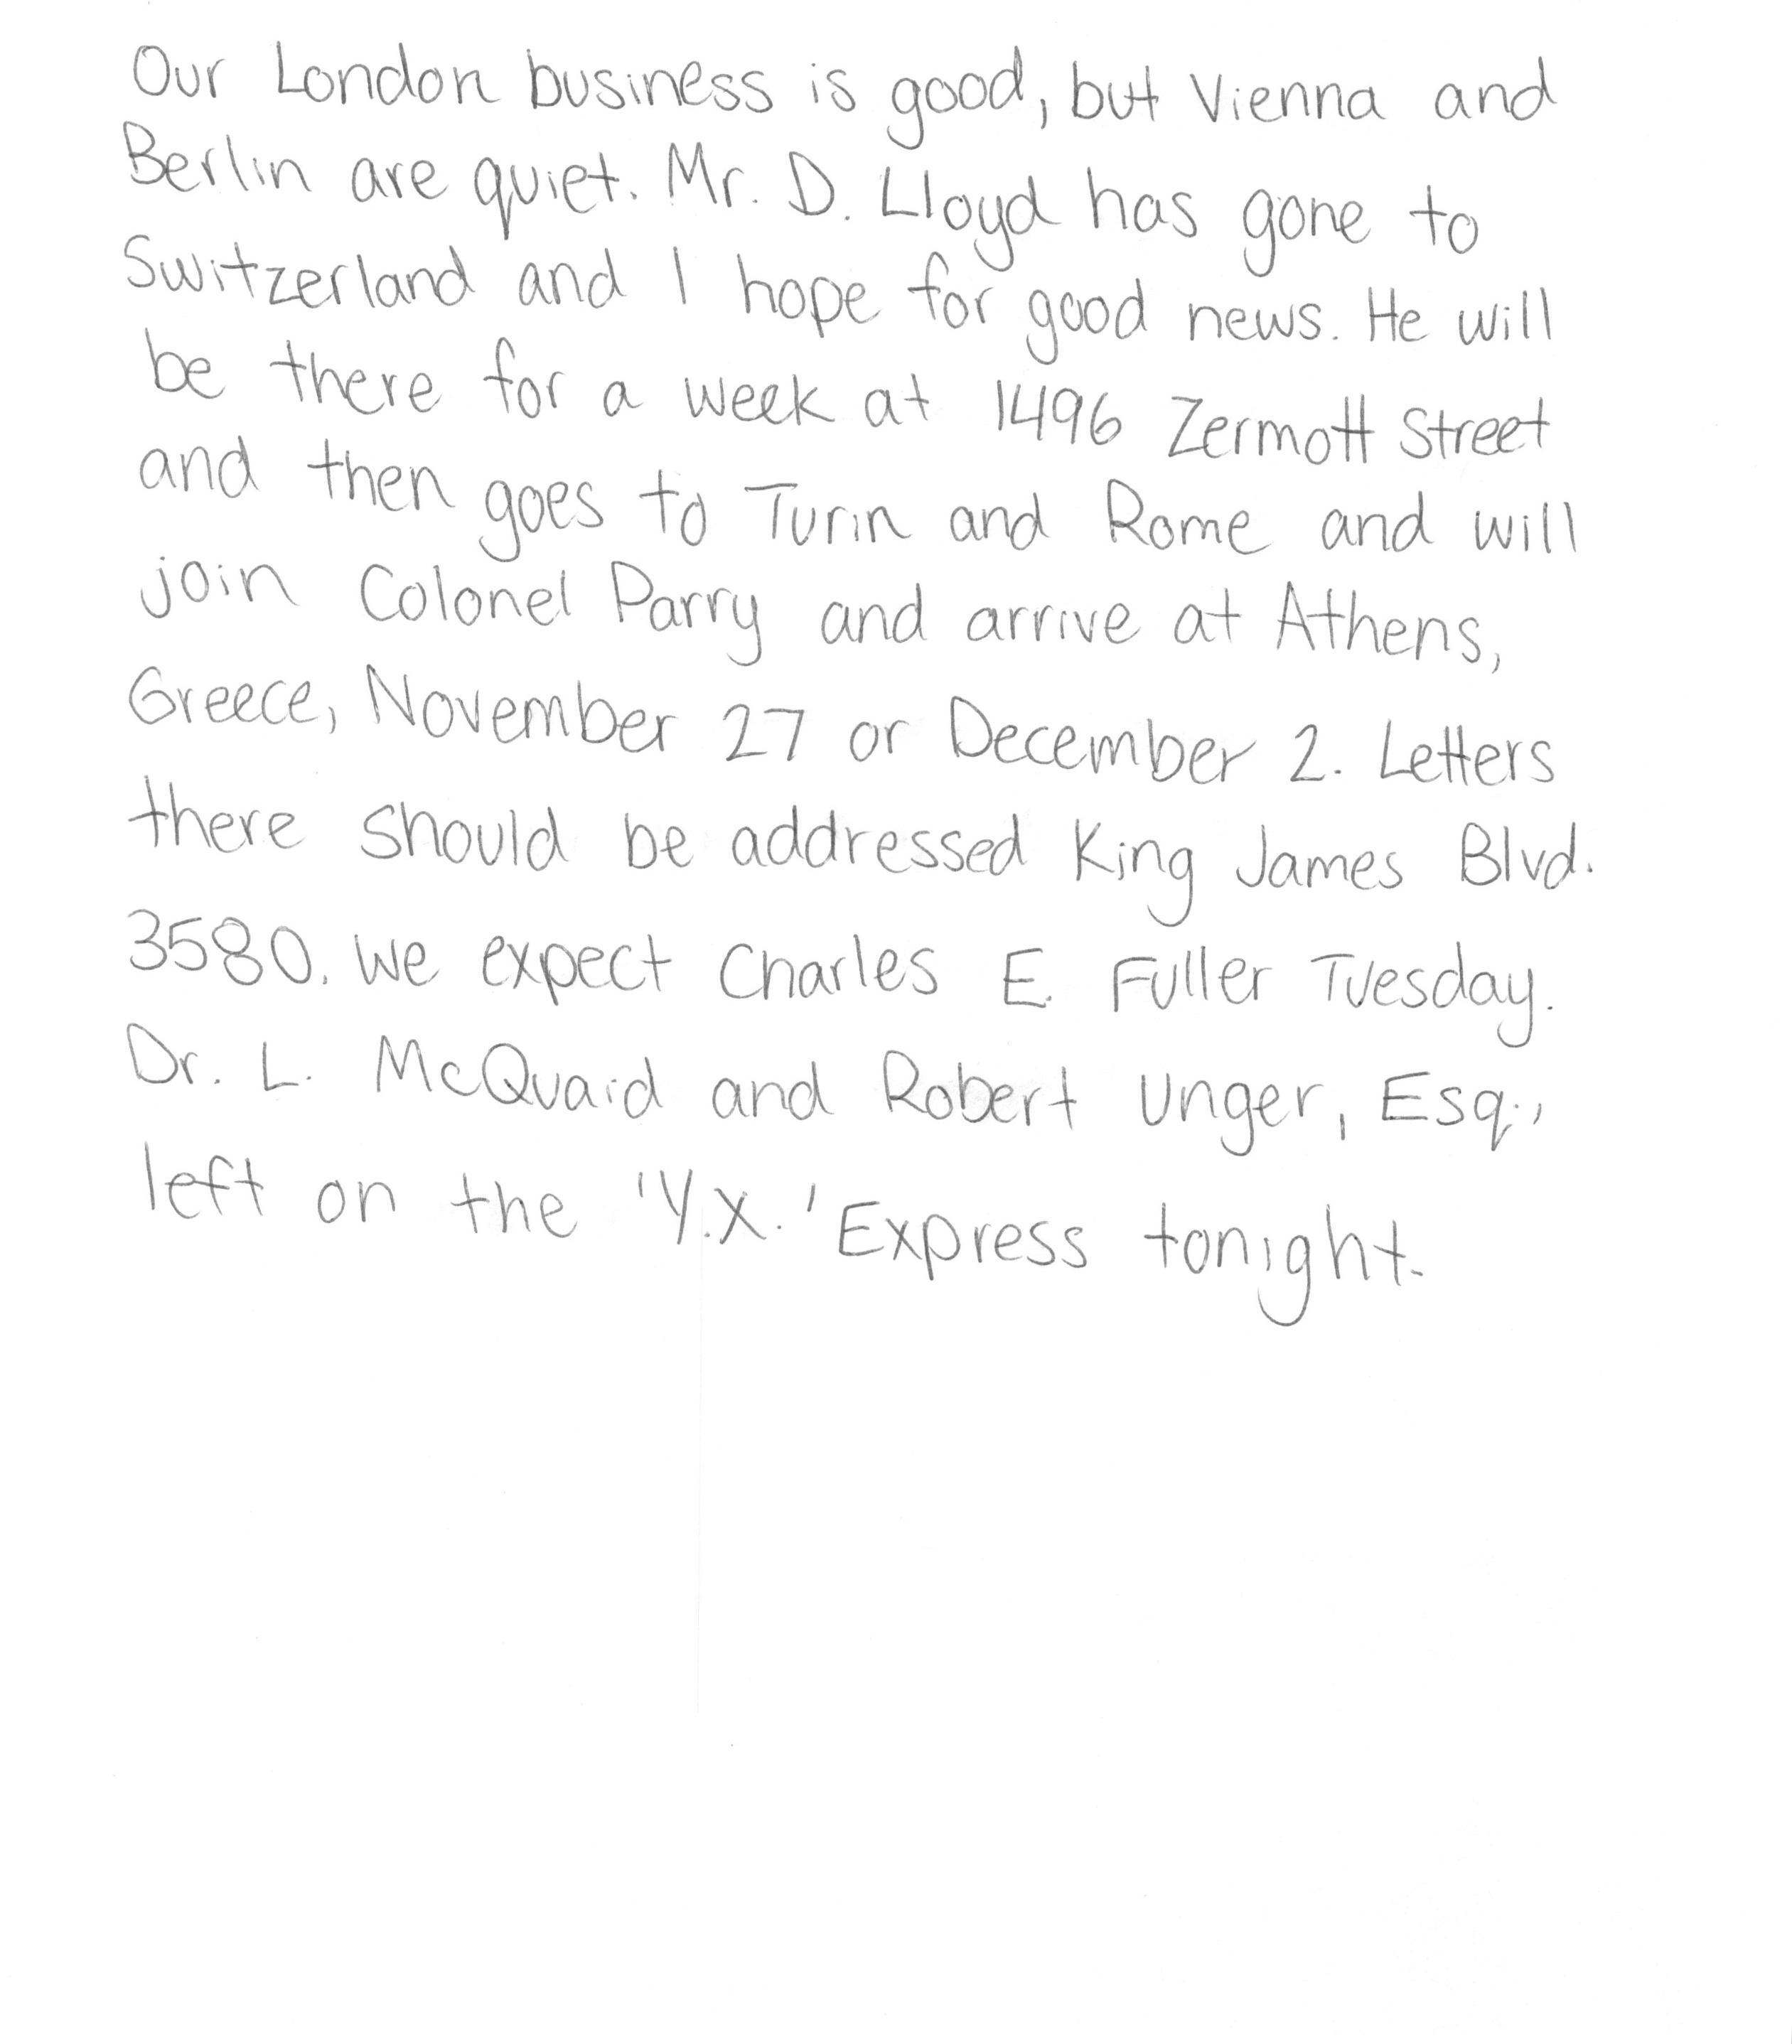 Our London business is good, but Vienna and
Berlin are quiet. Mr. D. Lloyd has gone to
Switzerland and I hope for good news. He will
be there for a week at 1496 Zermott Street
and then goes to Turin and Rome and will
join Colonel Parry and arrive at Athens,
Greece, November 27 or December 2. Letters
there should be addressed King James Blvd.
3580. We expect Charles E. Fuller Tuesday.
Dr. L. McQuaid and Robert Unger, Esq.,
left on the 'Y.X.' Express tonight.